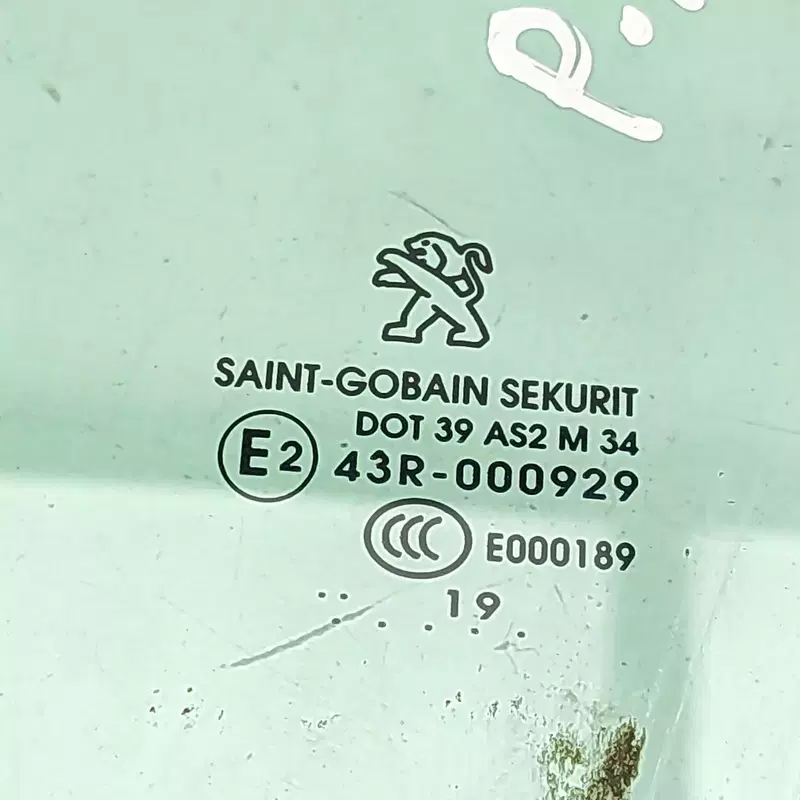 P.
SAINT-GOBAIN SEKURIT
DOT 39 AS2 M 34
E2 43R-000929
CCC E000189
19